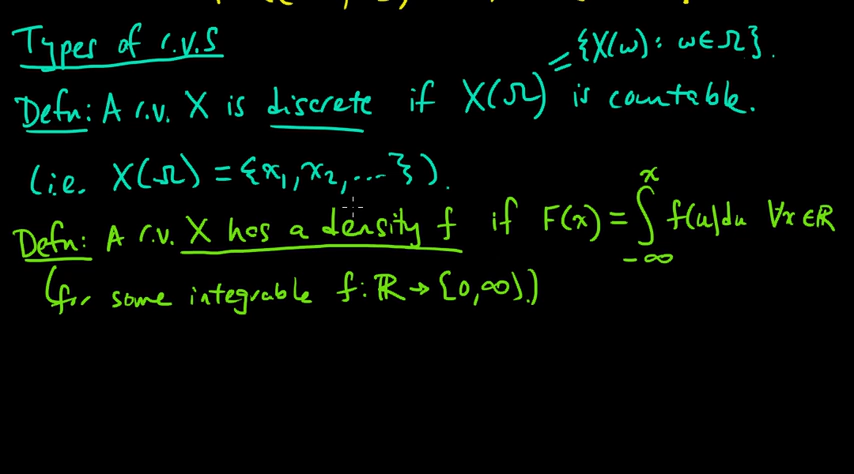 Types of r.v.s
= {X(ω) : ω ∈ Ω}.
Defn: A r.v. X is discrete if X(Ω) is countable.
(i.e. X(Ω) = {x₁, x₂, ...}).
Defn: A r.v. X has a density f if F(x) = ∫_{-∞}^{x} f(u)du ∀x ∈ ℝ
(for some integrable f : ℝ → [0,∞).)